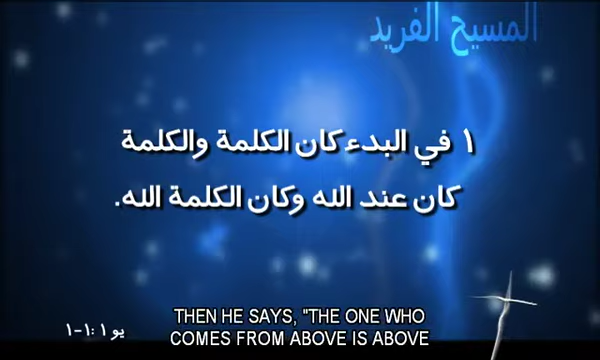 المسيح الفريد
١ في البدء كان الكلمة والكلمة
كان عند الله وكان الكلمة الله.
THEN HE SAYS, "THE ONE WHO
COMES FROM ABOVE IS ABOVE
يو ١: ١-١